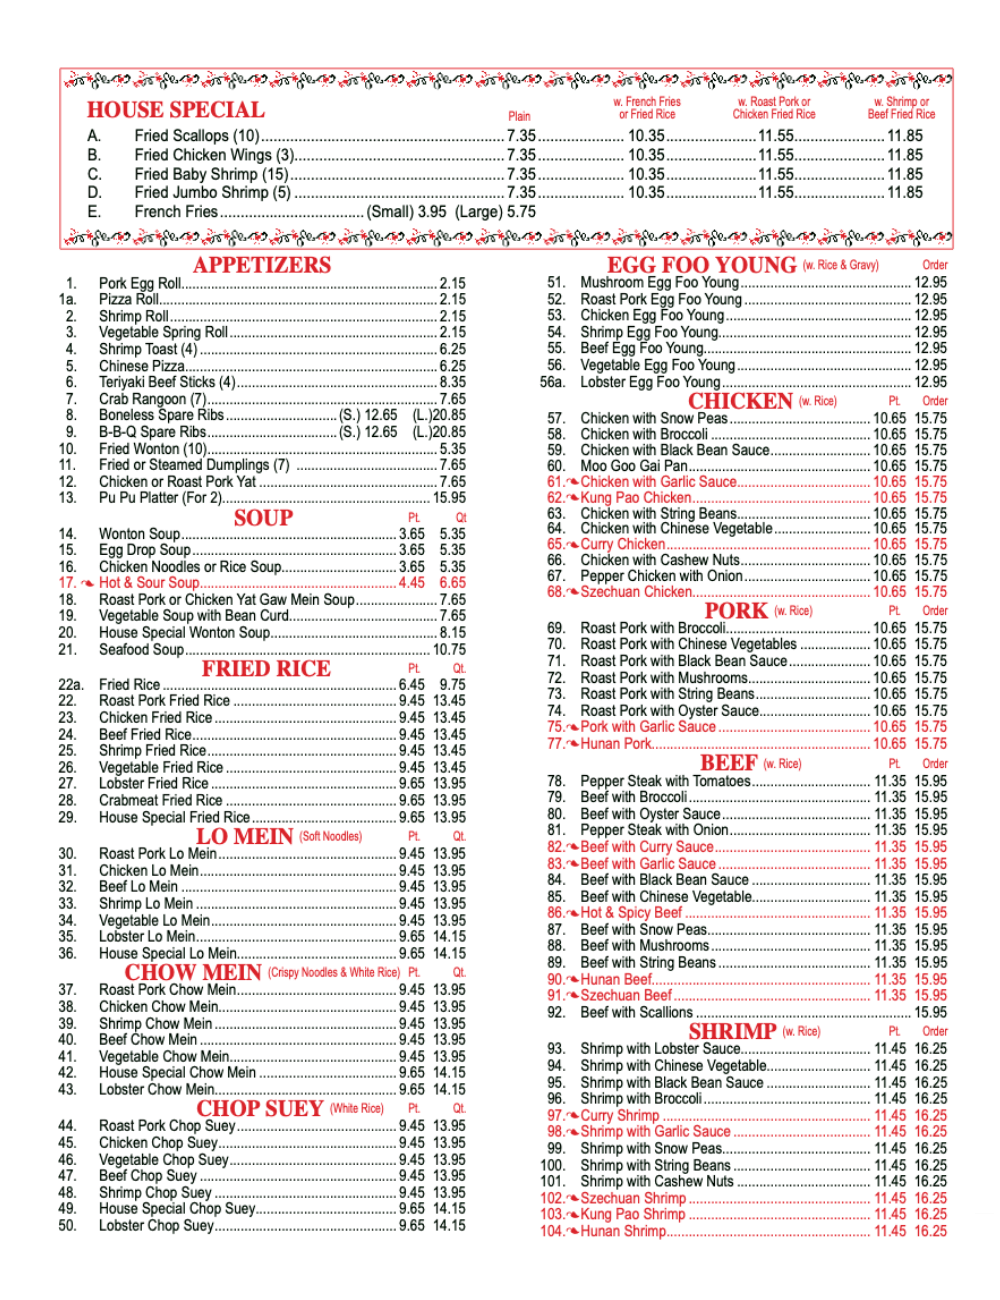 HOUSE SPECIAL Plain w. French Fries or Fried Rice w. Roast Pork or Chicken Fried Rice w. Shrimp or Beef Fried Rice
A. Fried Scallops (10) 7.35 10.35 11.55 11.85
B. Fried Chicken Wings (3) 7.35 10.35 11.55 11.85
C. Fried Baby Shrimp (15) 7.35 10.35 11.55 11.85
D. Fried Jumbo Shrimp (5) 7.35 10.35 11.55 11.85
E. French Fries (Small) 3.95 (Large) 5.75
APPETIZERS
1. Pork Egg Roll 2.15
1a. Pizza Roll 2.15
2. Shrimp Roll 2.15
3. Vegetable Spring Roll 2.15
4. Shrimp Toast (4) 6.25
5. Chinese Pizza 6.25
6. Teriyaki Beef Sticks (4) 8.35
7. Crab Rangoon (7) 7.65
8. Boneless Spare Ribs (S.) 12.65 (L.)20.85
9. B-B-Q Spare Ribs (S.) 12.65 (L.)20.85
10. Fried Wonton (10) 5.35
11. Fried or Steamed Dumplings (7) 7.65
12. Chicken or Roast Pork Yat 7.65
13. Pu Pu Platter (For 2) 15.95
SOUP Pt. Qt
14. Wonton Soup 3.65 5.35
15. Egg Drop Soup 3.65 5.35
16. Chicken Noodles or Rice Soup 3.65 5.35
17. Hot & Sour Soup 4.45 6.65
18. Roast Pork or Chicken Yat Gaw Mein Soup 7.65
19. Vegetable Soup with Bean Curd 7.65
20. House Special Wonton Soup 8.15
21. Seafood Soup 10.75
FRIED RICE Pt. Qt.
22a. Fried Rice 6.45 9.75
22. Roast Pork Fried Rice 9.45 13.45
23. Chicken Fried Rice 9.45 13.45
24. Beef Fried Rice 9.45 13.45
25. Shrimp Fried Rice 9.45 13.45
26. Vegetable Fried Rice 9.45 13.45
27. Lobster Fried Rice 9.65 13.95
28. Crabmeat Fried Rice 9.65 13.95
29. House Special Fried Rice 9.65 13.95
LO MEIN (Soft Noodles) Pt. Qt.
30. Roast Pork Lo Mein 9.45 13.95
31. Chicken Lo Mein 9.45 13.95
32. Beef Lo Mein 9.45 13.95
33. Shrimp Lo Mein 9.45 13.95
34. Vegetable Lo Mein 9.45 13.95
35. Lobster Lo Mein 9.65 14.15
36. House Special Lo Mein 9.65 14.15
CHOW MEIN (Crispy Noodles & White Rice) Pt. Qt.
37. Roast Pork Chow Mein 9.45 13.95
38. Chicken Chow Mein 9.45 13.95
39. Shrimp Chow Mein 9.45 13.95
40. Beef Chow Mein 9.45 13.95
41. Vegetable Chow Mein 9.45 13.95
42. House Special Chow Mein 9.65 14.15
43. Lobster Chow Mein 9.65 14.15
CHOP SUEY (White Rice) Pt. Qt.
44. Roast Pork Chop Suey 9.45 13.95
45. Chicken Chop Suey 9.45 13.95
46. Vegetable Chop Suey 9.45 13.95
47. Beef Chop Suey 9.45 13.95
48. Shrimp Chop Suey 9.45 13.95
49. House Special Chop Suey 9.65 14.15
50. Lobster Chop Suey 9.65 14.15
EGG FOO YOUNG (w. Rice & Gravy) Order
51. Mushroom Egg Foo Young 12.95
52. Roast Pork Egg Foo Young 12.95
53. Chicken Egg Foo Young 12.95
54. Shrimp Egg Foo Young 12.95
55. Beef Egg Foo Young 12.95
56. Vegetable Egg Foo Young 12.95
56a. Lobster Egg Foo Young 12.95
CHICKEN (w. Rice) Pt. Order
57. Chicken with Snow Peas 10.65 15.75
58. Chicken with Broccoli 10.65 15.75
59. Chicken with Black Bean Sauce 10.65 15.75
60. Moo Goo Gai Pan 10.65 15.75
61. Chicken with Garlic Sauce 10.65 15.75
62. Kung Pao Chicken 10.65 15.75
63. Chicken with String Beans 10.65 15.75
64. Chicken with Chinese Vegetable 10.65 15.75
65. Curry Chicken 10.65 15.75
66. Chicken with Cashew Nuts 10.65 15.75
67. Pepper Chicken with Onion 10.65 15.75
68. Szechuan Chicken 10.65 15.75
PORK (w. Rice) Pt. Order
69. Roast Pork with Broccoli 10.65 15.75
70. Roast Pork with Chinese Vegetables 10.65 15.75
71. Roast Pork with Black Bean Sauce 10.65 15.75
72. Roast Pork with Mushrooms 10.65 15.75
73. Roast Pork with String Beans 10.65 15.75
74. Roast Pork with Oyster Sauce 10.65 15.75
75. Pork with Garlic Sauce 10.65 15.75
77. Hunan Pork 10.65 15.75
BEEF (w. Rice) Pt. Order
78. Pepper Steak with Tomatoes 11.35 15.95
79. Beef with Broccoli 11.35 15.95
80. Beef with Oyster Sauce 11.35 15.95
81. Pepper Steak with Onion 11.35 15.95
82. Beef with Curry Sauce 11.35 15.95
83. Beef with Garlic Sauce 11.35 15.95
84. Beef with Black Bean Sauce 11.35 15.95
85. Beef with Chinese Vegetable 11.35 15.95
86. Hot & Spicy Beef 11.35 15.95
87. Beef with Snow Peas 11.35 15.95
88. Beef with Mushrooms 11.35 15.95
89. Beef with String Beans 11.35 15.95
90. Hunan Beef 11.35 15.95
91. Szechuan Beef 11.35 15.95
92. Beef with Scallions 15.95
SHRIMP (w. Rice) Pt. Order
93. Shrimp with Lobster Sauce 11.45 16.25
94. Shrimp with Chinese Vegetable 11.45 16.25
95. Shrimp with Black Bean Sauce 11.45 16.25
96. Shrimp with Broccoli 11.45 16.25
97. Curry Shrimp 11.45 16.25
98. Shrimp with Garlic Sauce 11.45 16.25
99. Shrimp with Snow Peas 11.45 16.25
100. Shrimp with String Beans 11.45 16.25
101. Shrimp with Cashew Nuts 11.45 16.25
102. Szechuan Shrimp 11.45 16.25
103. Kung Pao Shrimp 11.45 16.25
104. Hunan Shrimp 11.45 16.25